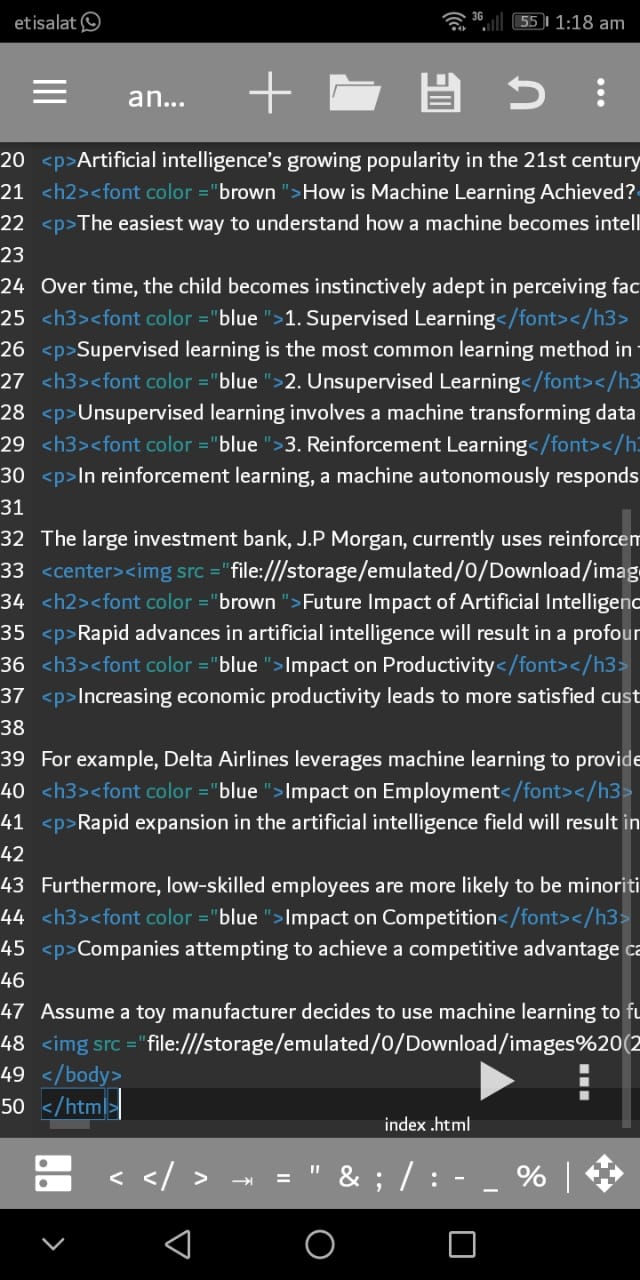 etisalat 3G 55 1:18 am
an...
20 <p>Artificial intelligence's growing popularity in the 21st century
21 <h2><font color ="brown ">How is Machine Learning Achieved?<
22 <p>The easiest way to understand how a machine becomes intell
23
24 Over time, the child becomes instinctively adept in perceiving fac
25 <h3><font color ="blue ">1. Supervised Learning</font></h3>
26 <p>Supervised learning is the most common learning method in
27 <h3><font color ="blue ">2. Unsupervised Learning</font></h3
28 <p>Unsupervised learning involves a machine transforming data
29 <h3><font color ="blue ">3. Reinforcement Learning</font></h3
30 <p>In reinforcement learning, a machine autonomously responds
31
32 The large investment bank, J.P Morgan, currently uses reinforcem
33 <center><img src ="file:///storage/emulated/0/Download/imag
34 <h2><font color ="brown ">Future Impact of Artificial Intelligenc
35 <p>Rapid advances in artificial intelligence will result in a profour
36 <h3><font color ="blue ">Impact on Productivity</font></h3>
37 <p>Increasing economic productivity leads to more satisfied cust
38
39 For example, Delta Airlines leverages machine learning to provide
40 <h3><font color ="blue ">Impact on Employment</font></h3>
41 <p>Rapid expansion in the artificial intelligence field will result in
42
43 Furthermore, low-skilled employees are more likely to be minoriti
44 <h3><font color ="blue ">Impact on Competition</font></h3>
45 <p>Companies attempting to achieve a competitive advantage ca
46
47 Assume a toy manufacturer decides to use machine learning to fu
48 <img src ="file:///storage/emulated/0/Download/images%20(2
49 </body>
50 </html>
index .html
< </ > = " & ; / : - _ % |